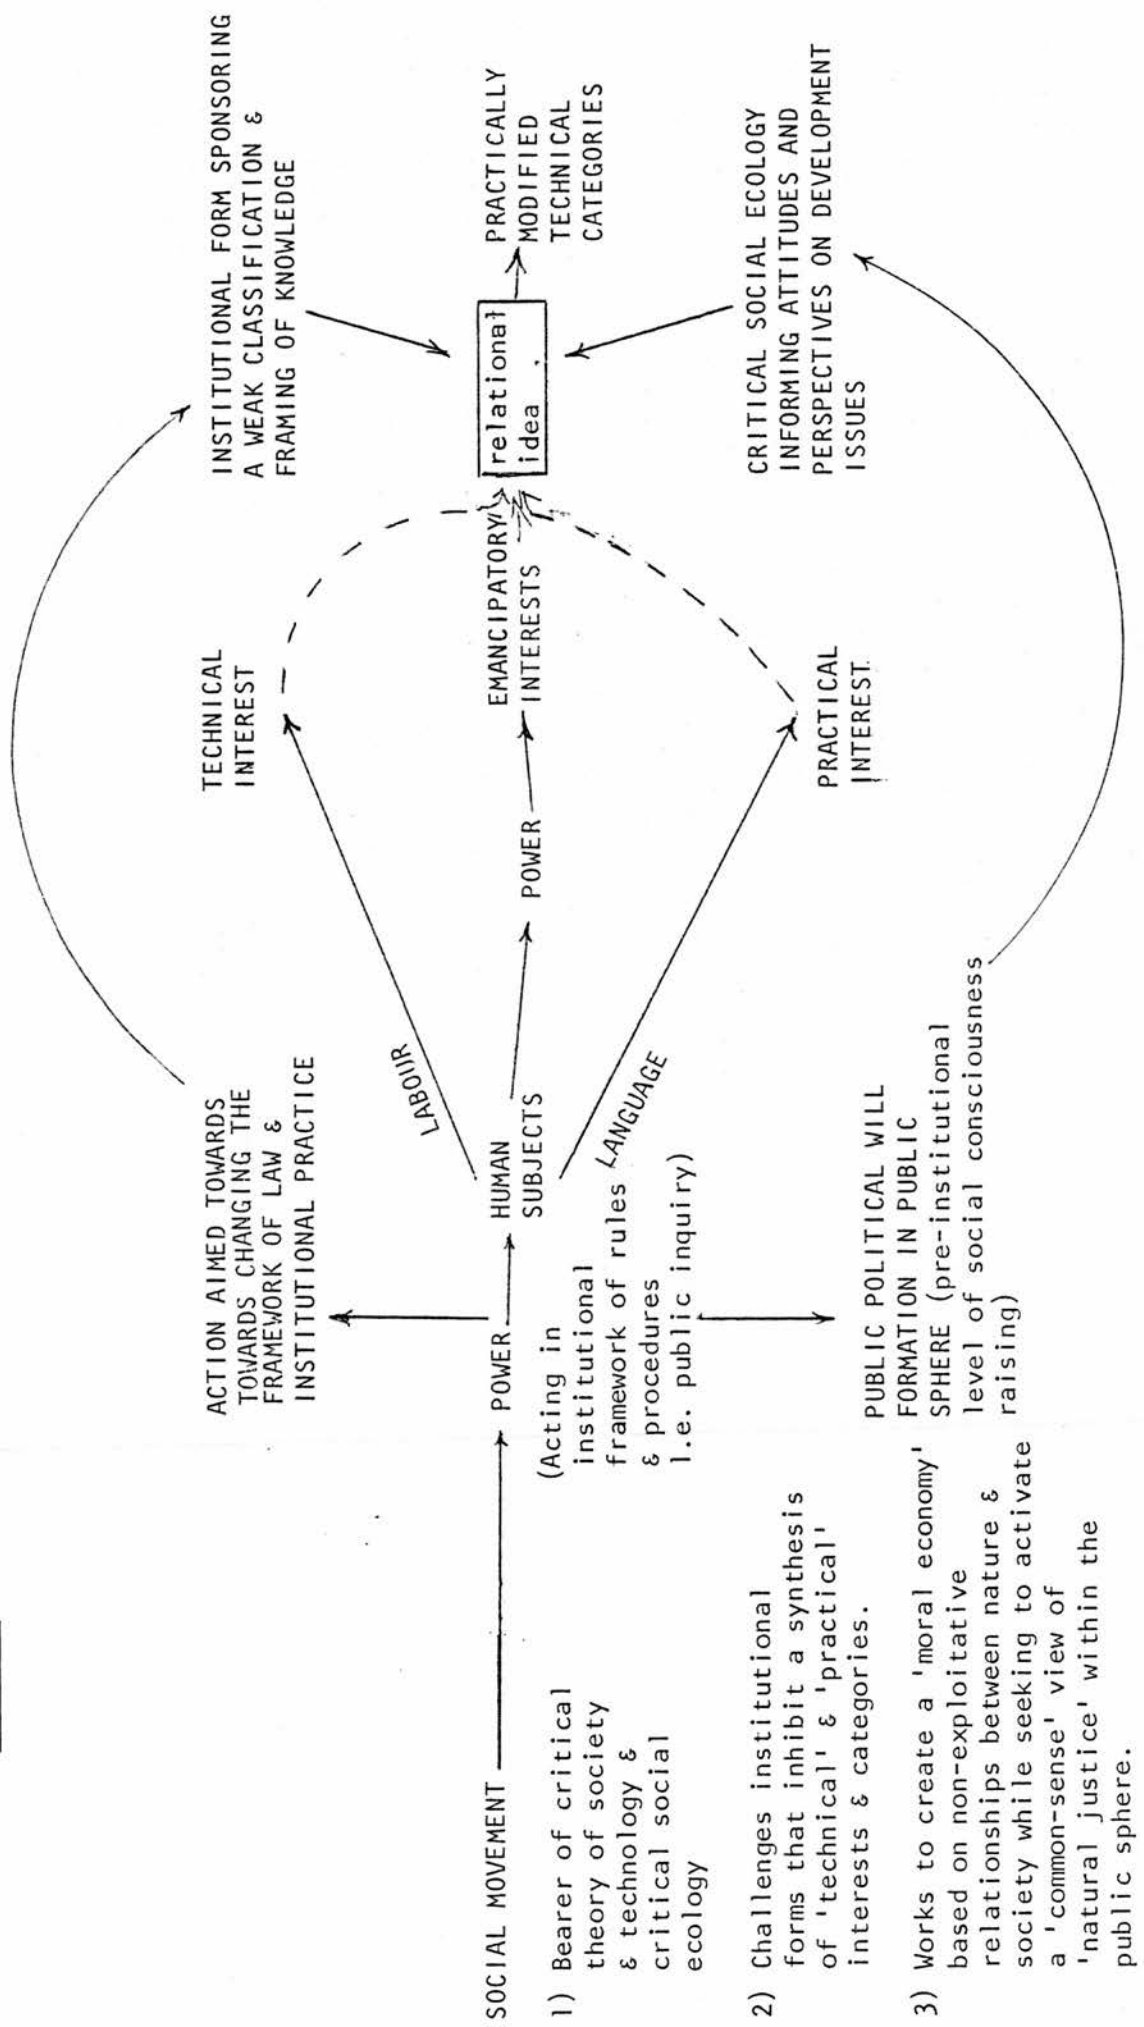 SOCIAL MOVEMENT
1) Bearer of critical
theory of society
& technology &
critical social
ecology
2) Challenges institutional
forms that inhibit a synthesis
of 'technical' & 'practical'
interests & categories.
3) Works to create a 'moral economy'
based on non-exploitative
relationships between nature &
society while seeking to activate
a 'common-sense' view of
'natural justice' within the
public sphere.
ACTION AIMED TOWARDS
TOWARDS CHANGING THE
FRAMEWORK OF LAW &
INSTITUTIONAL PRACTICE
POWER
(Acting in
institutional
framework of rules
& procedures
I.e. public inquiry)
PUBLIC POLITICAL WILL
FORMATION IN PUBLIC
SPHERE (pre-institutional
level of social consciousness
raising)
HUMAN
SUBJECTS
LABOUR
LANGUAGE
POWER
TECHNICAL
INTEREST
EMANCIPATORY
INTERESTS
PRACTICAL
INTEREST
INSTITUTIONAL FORM SPONSORING
A WEAK CLASSIFICATION &
FRAMING OF KNOWLEDGE
relational
idea
PRACTICALLY
MODIFIED
TECHNICAL
CATEGORIES
CRITICAL SOCIAL ECOLOGY
INFORMING ATTITUDES AND
PERSPECTIVES ON DEVELOPMENT
ISSUES